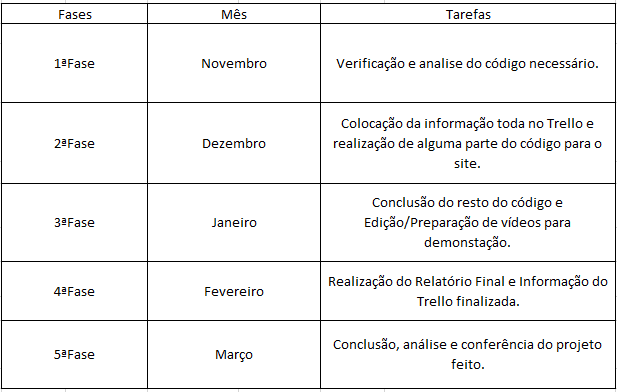 Fases Mês Tarefas
1ªFase Novembro Verificação e analise do código necessário.
2ªFase Dezembro Colocação da informação toda no Trello e
realização de alguma parte do código para o
site.
3ªFase Janeiro Conclusão do resto do código e
Edição/Preparação de vídeos para
demonstação.
4ªFase Fevereiro Realização do Relatório Final e Informação do
Trello finalizada.
5ªFase Março Conclusão, análise e conferência do projeto
feito.